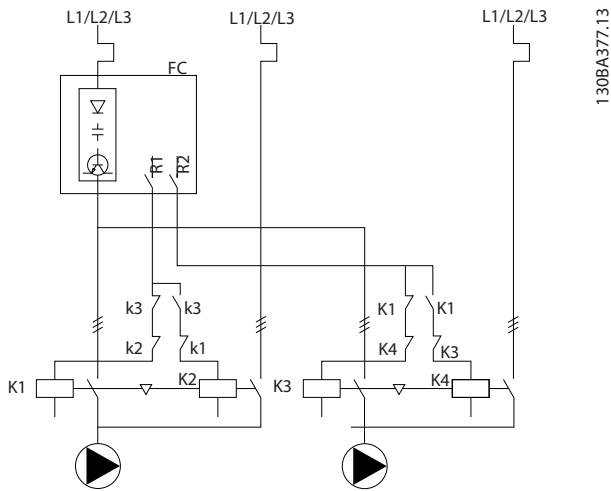 L1/L2/L3
L1/L2/L3
L1/L2/L3
130BA377.13
FC
R1
R2
k3
k3
K1
K1
k2
k1
K4
K3
K1
K2
K3
K4